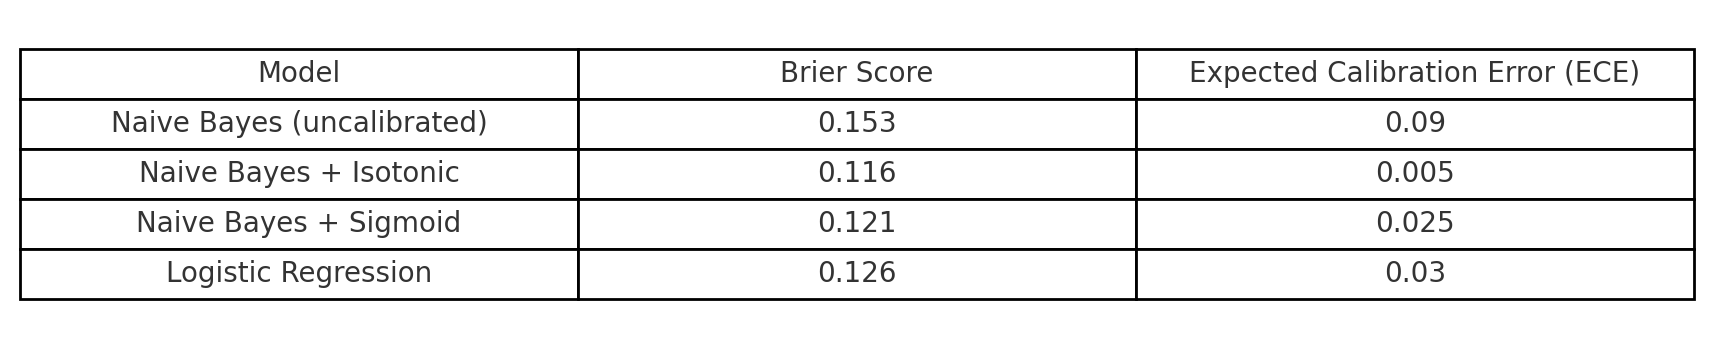 Model Brier Score Expected Calibration Error (ECE)
Naive Bayes (uncalibrated) 0.153 0.09
Naive Bayes + Isotonic 0.116 0.005
Naive Bayes + Sigmoid 0.121 0.025
Logistic Regression 0.126 0.03